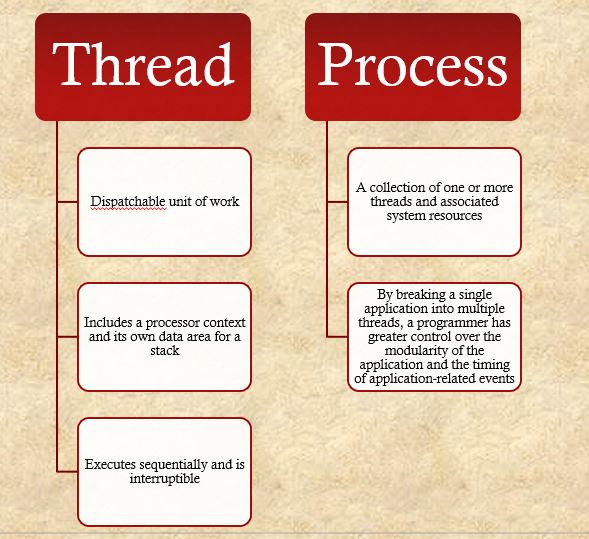 Thread
Dispatchable unit of work
Includes a processor context
and its own data area for a
stack
Executes sequentially and is
interruptible
Process
A collection of one or more
threads and associated
system resources
By breaking a single
application into multiple
threads, a programmer has
greater control over the
modularity of the
application and the timing
of application-related events